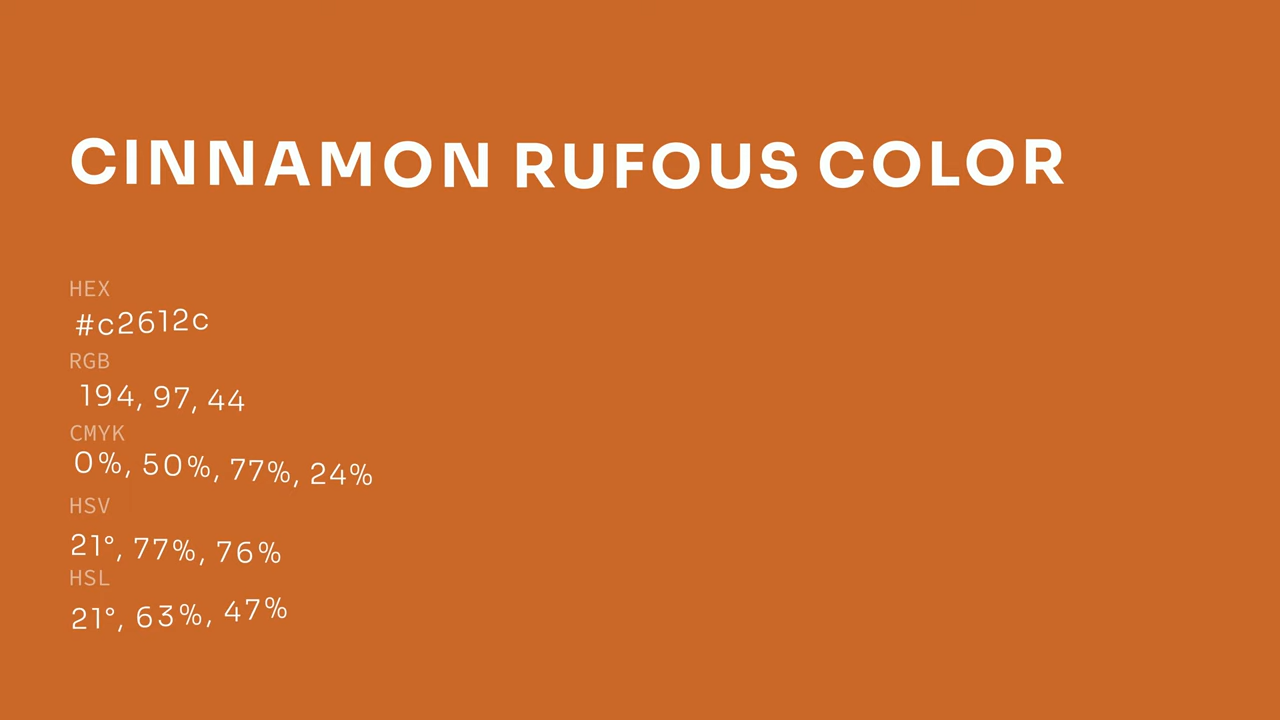 CINNAMON RUFOUS COLOR
HEX
#c2612c
RGB
194, 97, 44
CMYK
0%, 50%, 77%, 24%
HSV
21°, 77%, 76%
HSL
21°, 63%, 47%